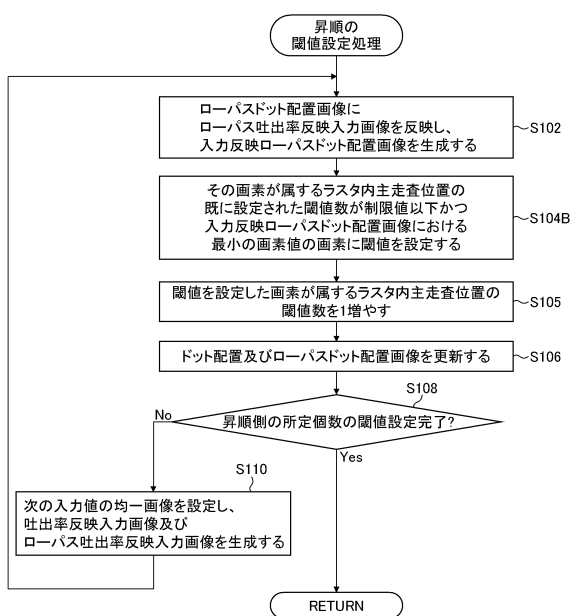 昇順の
閾値設定処理
ローパスドット配置画像に
ローパス吐出率反映入力画像を反映し、
入力反映ローパスドット配置画像を生成する
S102
その画素が属するラスタ内主走査位置の
既に設定された閾値数が制限値以下かつ
入力反映ローパスドット配置画像における
最小の画素値の画素に閾値を設定する
S104B
閾値を設定した画素が属するラスタ内主走査位置の
閾値数を1増やす
S105
ドット配置及びローパスドット配置画像を更新する
S106
S108
昇順側の所定個数の閾値設定完了?
No
Yes
S110
次の入力値の均一画像を設定し、
吐出率反映入力画像及び
ローパス吐出率反映入力画像を生成する
RETURN